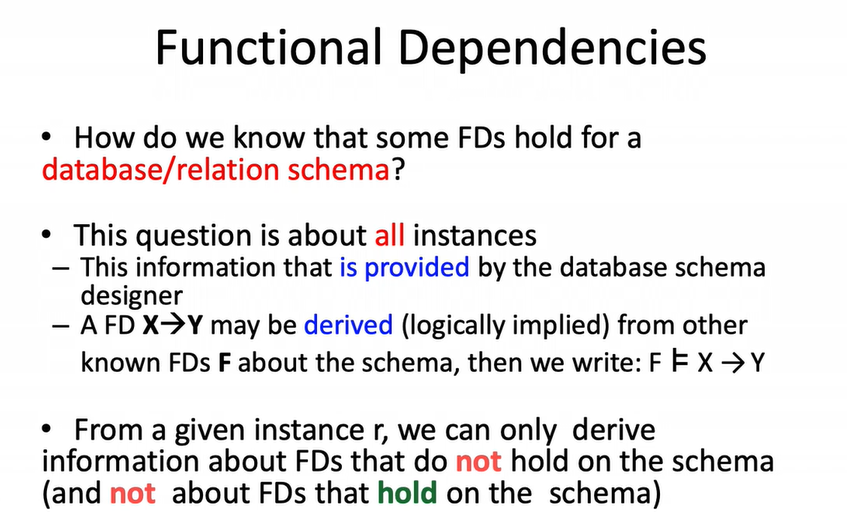 Functional Dependencies
• How do we know that some FDs hold for a
database/relation schema?
• This question is about all instances
– This information that is provided by the database schema
designer
– A FD X→Y may be derived (logically implied) from other
known FDs F about the schema, then we write: F ⊧ X → Y
• From a given instance r, we can only derive
information about FDs that do not hold on the schema
(and not about FDs that hold on the schema)